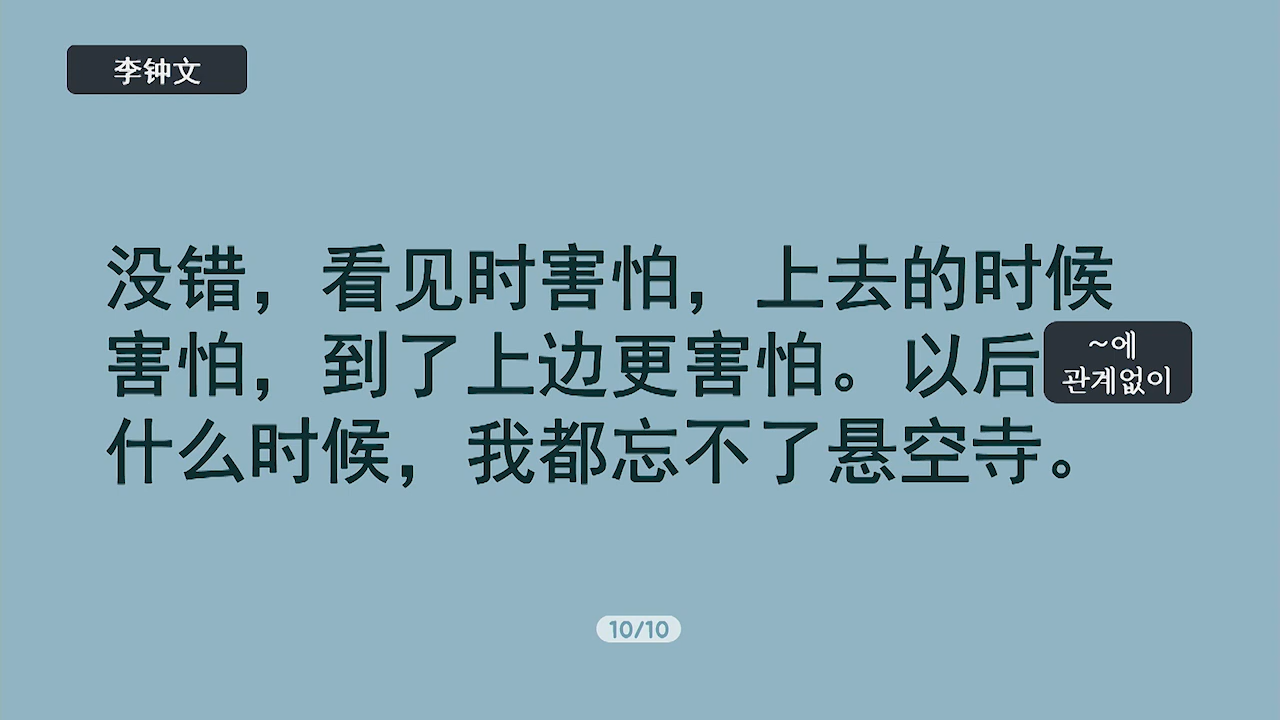 李钟文
没错，看见时害怕，上去的时候
害怕，到了上边更害怕。以后
~에
관계없이
什么时候，我都忘不了悬空寺。
10/10